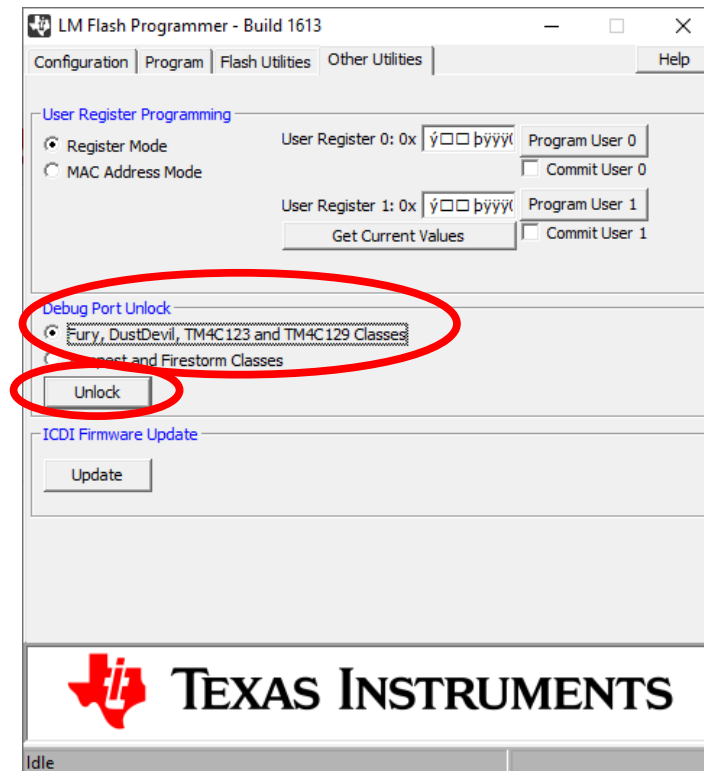 LM Flash Programmer - Build 1613
Configuration Program Flash Utilities Other Utilities Help
User Register Programming
Register Mode
User Register 0: 0x ý□□ þÿÿÿ( Program User 0
MAC Address Mode
Commit User 0
User Register 1: 0x ý□□ þÿÿÿ( Program User 1
Get Current Values
Commit User 1
Debug Port Unlock
Fury, DustDevil, TM4C123 and TM4C129 Classes
and Firestorm Classes
Unlock
ICDI Firmware Update
Update
TEXAS INSTRUMENTS
Idle